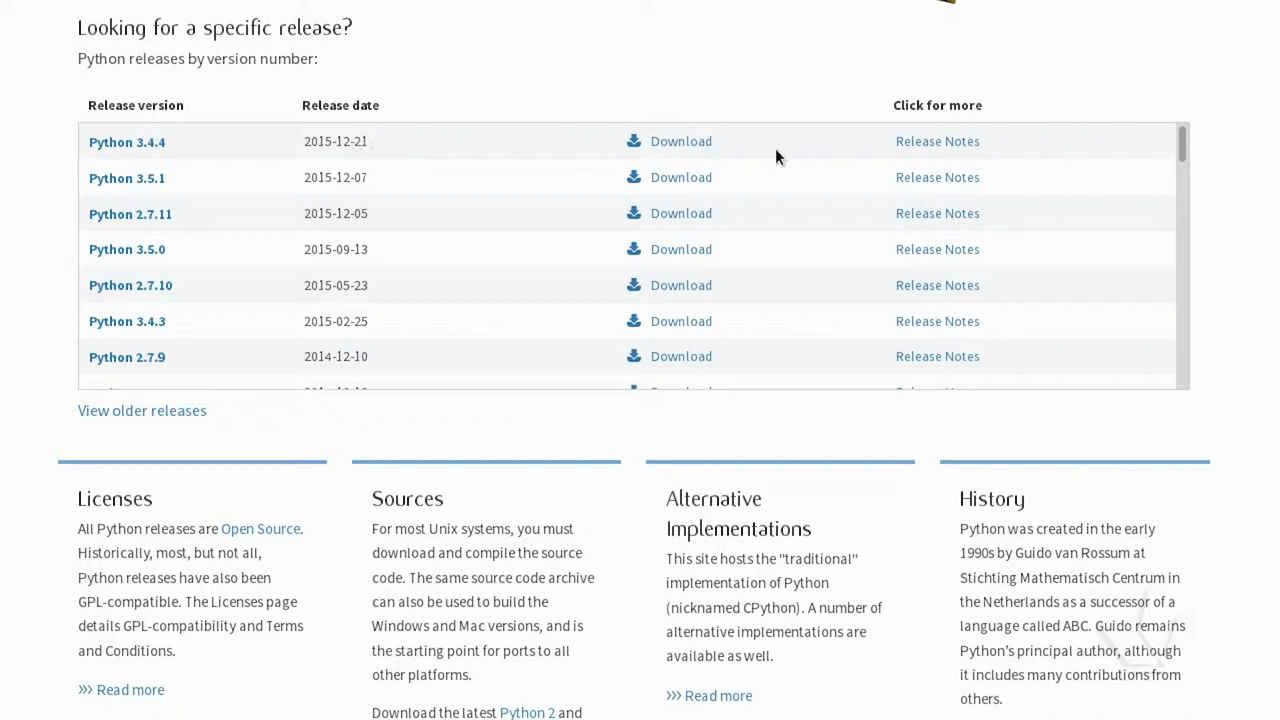 Looking for a specific release?
Python releases by version number:
Release version Release date Click for more
Python 3.4.4 2015-12-21 Download Release Notes
Python 3.5.1 2015-12-07 Download Release Notes
Python 2.7.11 2015-12-05 Download Release Notes
Python 3.5.0 2015-09-13 Download Release Notes
Python 2.7.10 2015-05-23 Download Release Notes
Python 3.4.3 2015-02-25 Download Release Notes
Python 2.7.9 2014-12-10 Download Release Notes
View older releases
Licenses
All Python releases are Open Source.
Historically, most, but not all,
Python releases have also been
GPL-compatible. The Licenses page
details GPL-compatibility and Terms
and Conditions.
>>> Read more
Sources
For most Unix systems, you must
download and compile the source
code. The same source code archive
can also be used to build the
Windows and Mac versions, and is
the starting point for ports to all
other platforms.
Download the latest Python 2 and
Alternative
Implementations
This site hosts the "traditional"
implementation of Python
(nicknamed CPython). A number of
alternative implementations are
available as well.
>>> Read more
History
Python was created in the early
1990s by Guido van Rossum at
Stichting Mathematisch Centrum in
the Netherlands as a successor of a
language called ABC. Guido remains
Python's principal author, although
it includes many contributions from
others.